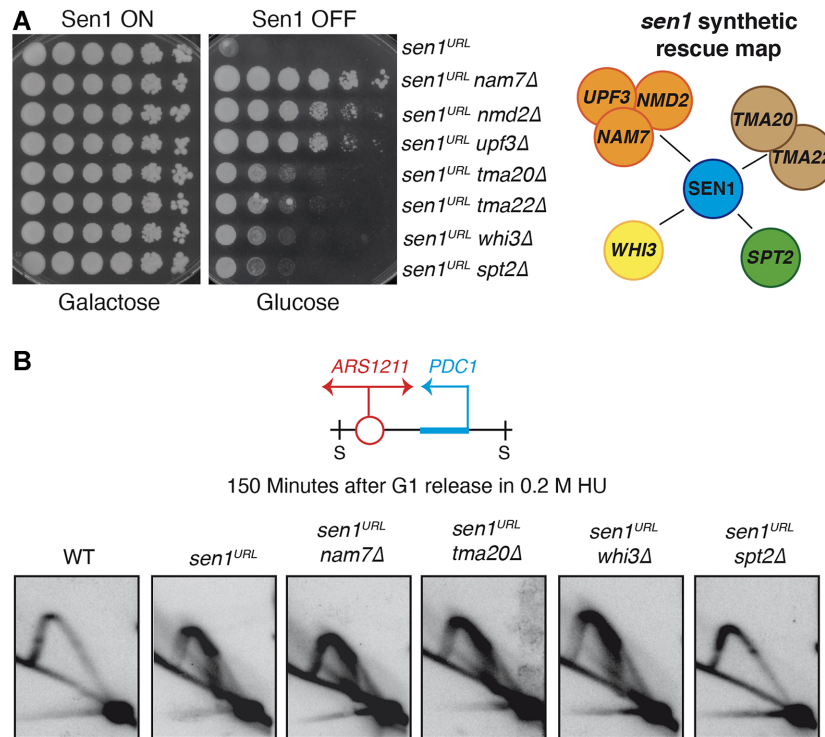 A
Sen1 ON
Sen1 OFF
sen1URL
sen1URL nam7Δ
sen1URL nmd2Δ
sen1URL upf3Δ
sen1URL tma20Δ
sen1URL tma22Δ
sen1URL whi3Δ
sen1URL spt2Δ
Galactose
Glucose
sen1 synthetic
rescue map
UPF3
NMD2
NAM7
TMA20
TMA22
SEN1
WHI3
SPT2
B
ARS1211
PDC1
S
S
150 Minutes after G1 release in 0.2 M HU
WT
sen1URL
sen1URL
nam7Δ
sen1URL
tma20Δ
sen1URL
whi3Δ
sen1URL
spt2Δ